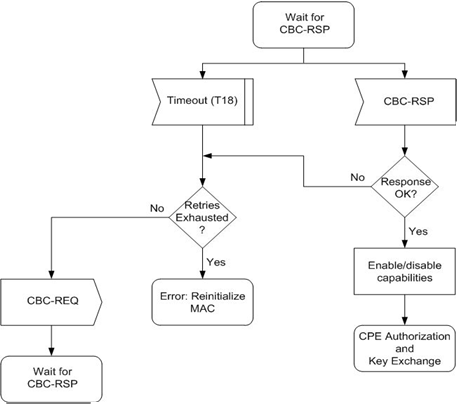 Wait for
CBC-RSP
Timeout (T18)
CBC-RSP
No
Response
OK?
No
Retries
Exhausted
?
Yes
Yes
Enable/disable
capabilities
CBC-REQ
Error: Reinitialize
MAC
CPE Authorization
and
Key Exchange
Wait for
CBC-RSP